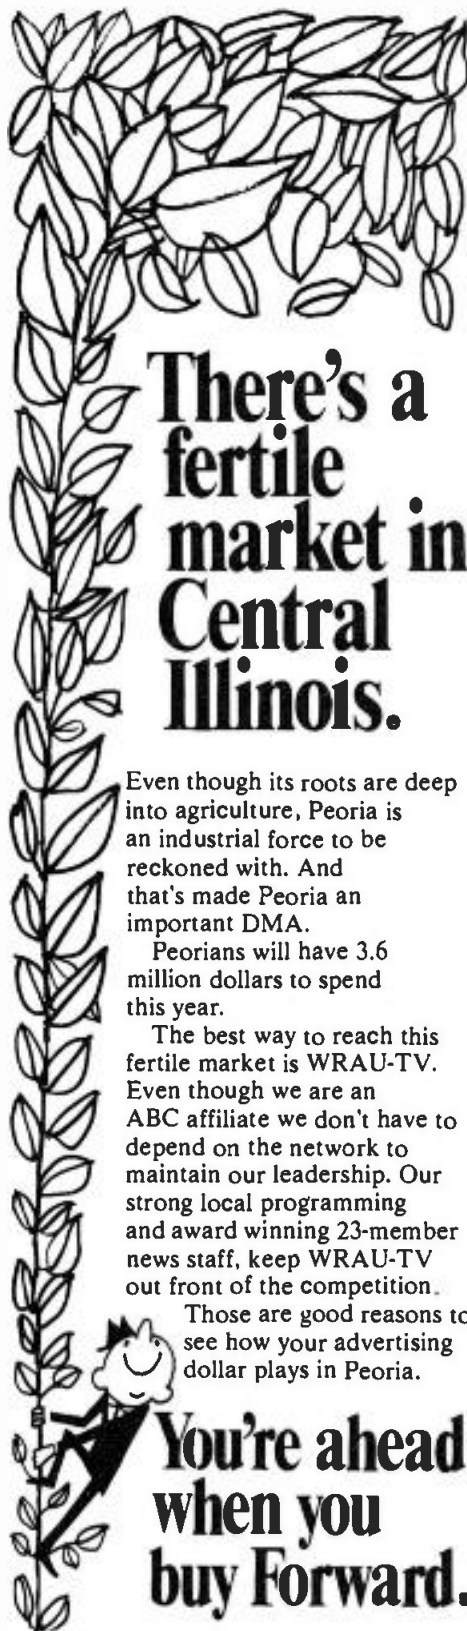 There's a
fertile
market in
Central
Illinois.
Even though its roots are deep
into agriculture, Peoria is
an industrial force to be
reckoned with. And
that's made Peoria an
important DMA.
Peorians will have 3.6
million dollars to spend
this year.
The best way to reach this
fertile market is WRAU-TV.
Even though we are an
ABC affiliate we don't have to
depend on the network to
maintain our leadership. Our
strong local programming
and award winning 23-member
news staff, keep WRAU-TV
out front of the competition.
Those are good reasons to
see how your advertising
dollar plays in Peoria.
You're ahead
when you
buy Forward.